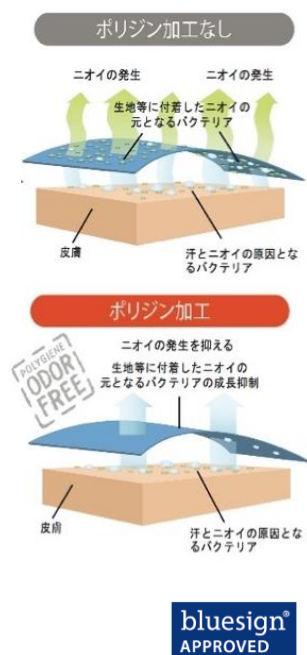 ポリジン加工なし
ニオイの発生
ニオイの発生
生地等に付着したニオイの
元となるバクテリア
皮膚
汗とニオイの原因とな
るバクテリア
ポリジン加工
ニオイの発生を抑える
生地等に付着したニオイの
元となるバクテリアの成長抑制
POLYGIENE
ODOR
FREE
皮膚
汗とニオイの原因とな
るバクテリア
bluesign®
APPROVED